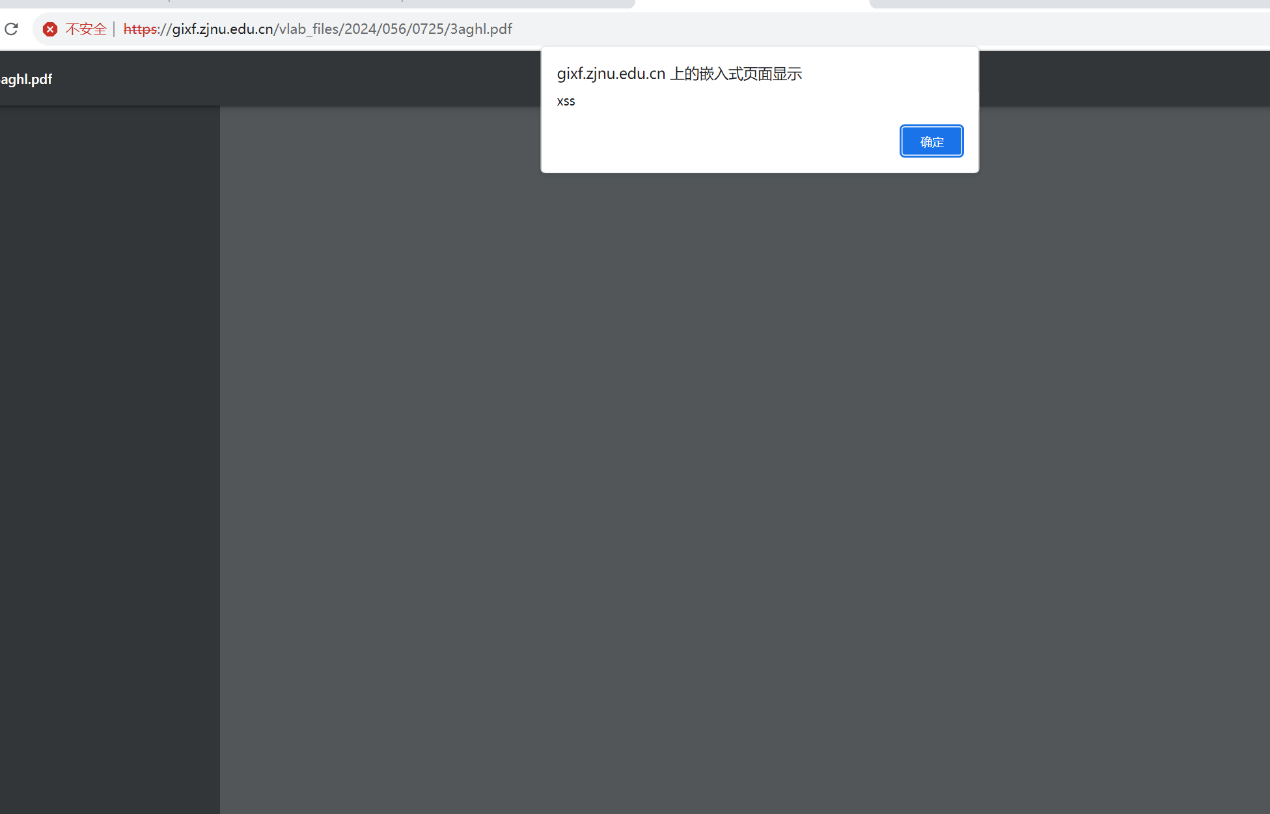 不安全 | https://gixf.zjnu.edu.cn/vlab_files/2024/056/0725/3aghl.pdf
aghl.pdf
gixf.zjnu.edu.cn 上的嵌入式页面显示
xss
确定